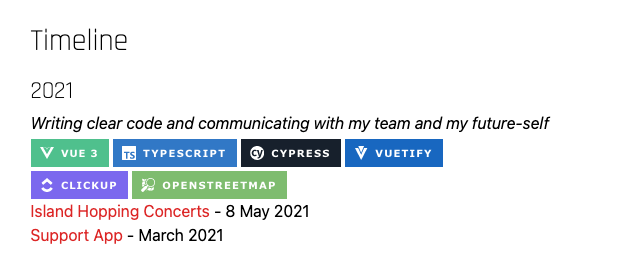 Timeline
2021
Writing clear code and communicating with my team and my future-self
VUE 3 TS TYPESCRIPT CY CYPRESS VUETIFY
CLICKUP OPENSTREETMAP
Island Hopping Concerts - 8 May 2021
Support App - March 2021